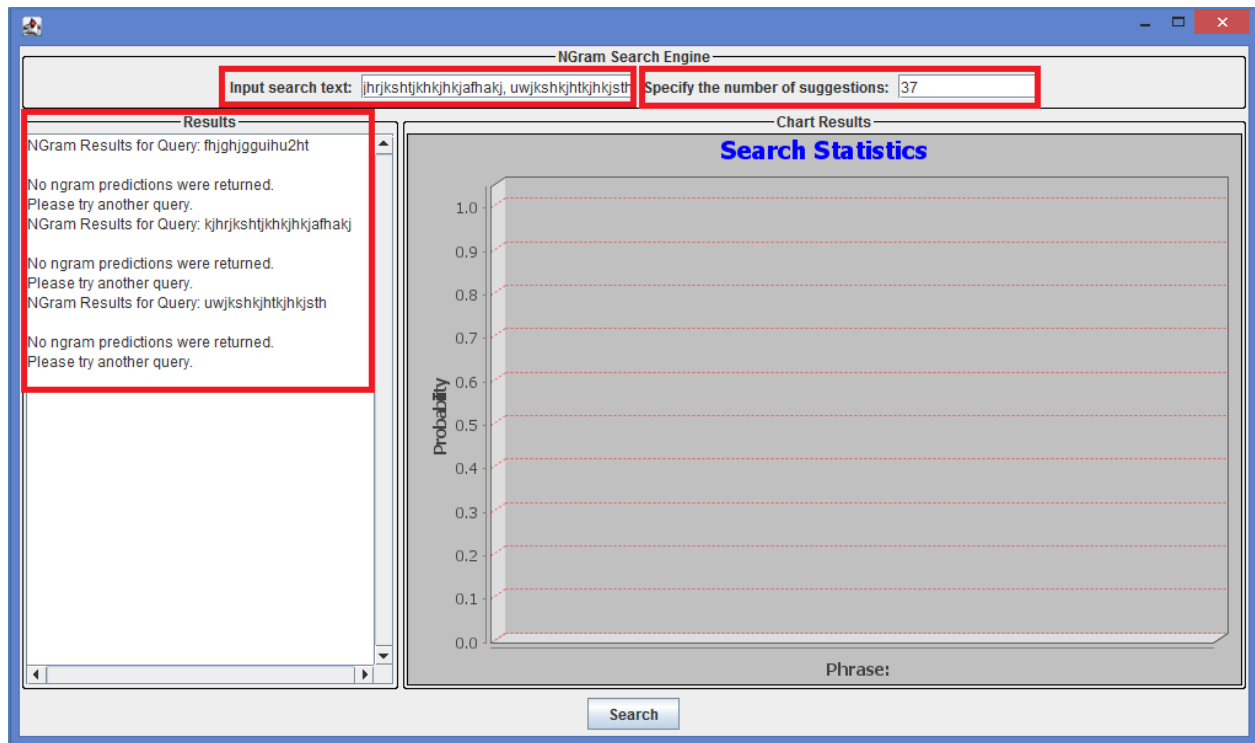 NGram Search Engine
Input search text: jhrjkshtjkhkjhkjafhakj, uwjkshkjhtkjhkjsth Specify the number of suggestions: 37
Results
NGram Results for Query: fhjghjgguihu2ht
No ngram predictions were returned.
Please try another query.
NGram Results for Query: kjhrjkshtjkhkjhkjafhakj
No ngram predictions were returned.
Please try another query.
NGram Results for Query: uwjkshkjhtkjhkjsth
No ngram predictions were returned.
Please try another query.
Chart Results
Search Statistics
1.0
0.9
0.8
0.7
0.6
0.5
0.4
0.3
0.2
0.1
0.0
Probability
Phrase:
Search